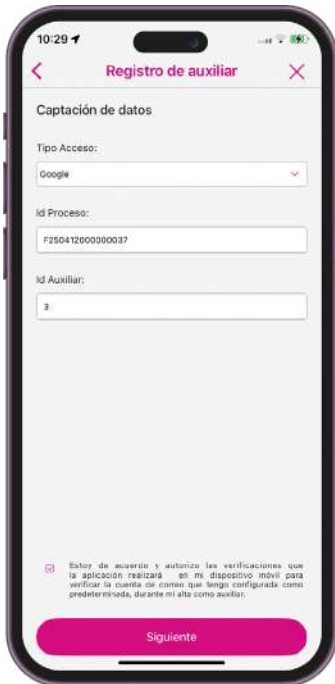 10:29
Registro de auxiliar
Captación de datos
Tipo Acceso:
Google
Id Proceso:
F250412000000037
Id Auxiliar:
3
Estoy de acuerdo y autorizo las verificaciones que
la aplicación realizará en mi dispositivo móvil para
verificar la cuenta de correo que tengo configurada como
predeterminada, durante mi alta como auxiliar.
Siguiente